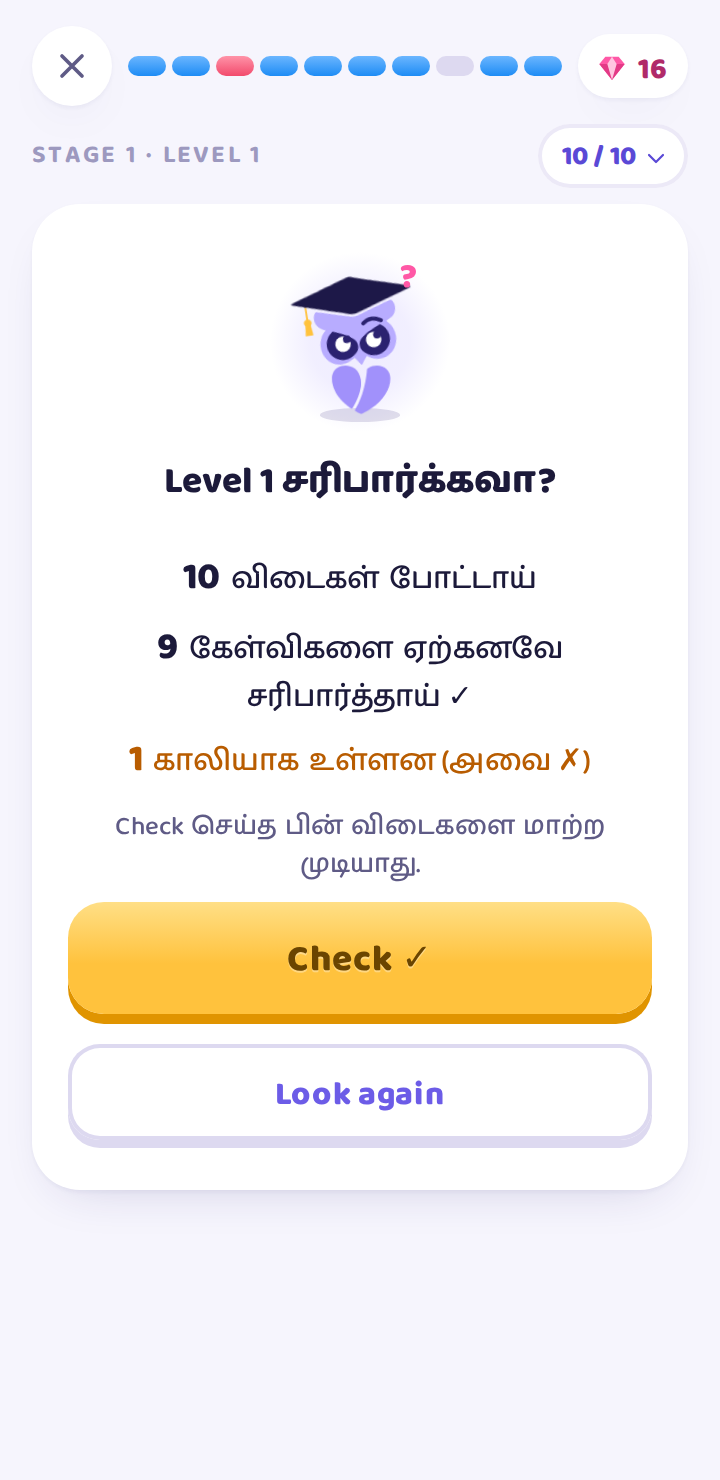 16
STAGE 1 · LEVEL 1
10 / 10
?
Level 1 சரிபார்க்கவா?
10 விடைகள் போட்டாய்
9 கேள்விகளை ஏற்கனவே
சரிபார்த்தாய் ✓
1 காலியாக உள்ளன (அவை ✗)
Check செய்த பின் விடைகளை மாற்ற
முடியாது.
Check ✓
Look again